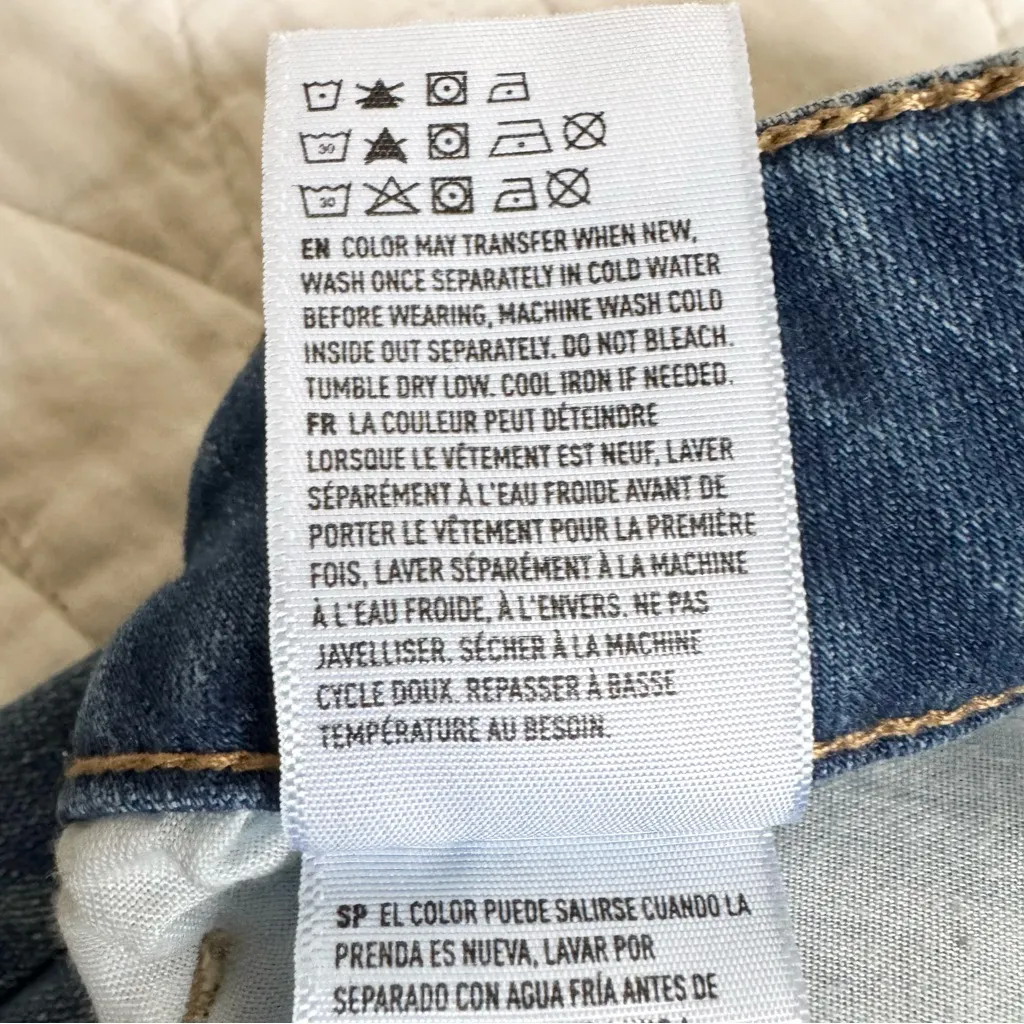 30
30
EN COLOR MAY TRANSFER WHEN NEW,
WASH ONCE SEPARATELY IN COLD WATER
BEFORE WEARING, MACHINE WASH COLD
INSIDE OUT SEPARATELY. DO NOT BLEACH.
TUMBLE DRY LOW. COOL IRON IF NEEDED.
FR LA COULEUR PEUT DÉTEINDRE
LORSQUE LE VÊTEMENT EST NEUF, LAVER
SÉPARÉMENT À L'EAU FROIDE AVANT DE
PORTER LE VÊTEMENT POUR LA PREMIÈRE
FOIS, LAVER SÉPARÉMENT À LA MACHINE
À L'EAU FROIDE, À L'ENVERS. NE PAS
JAVELLISER. SÉCHER À LA MACHINE
CYCLE DOUX. REPASSER À BASSE
TEMPÉRATURE AU BESOIN.
SP EL COLOR PUEDE SALIRSE CUANDO LA
PRENDA ES NUEVA, LAVAR POR
SEPARADO CON AGUA FRÍA ANTES DE